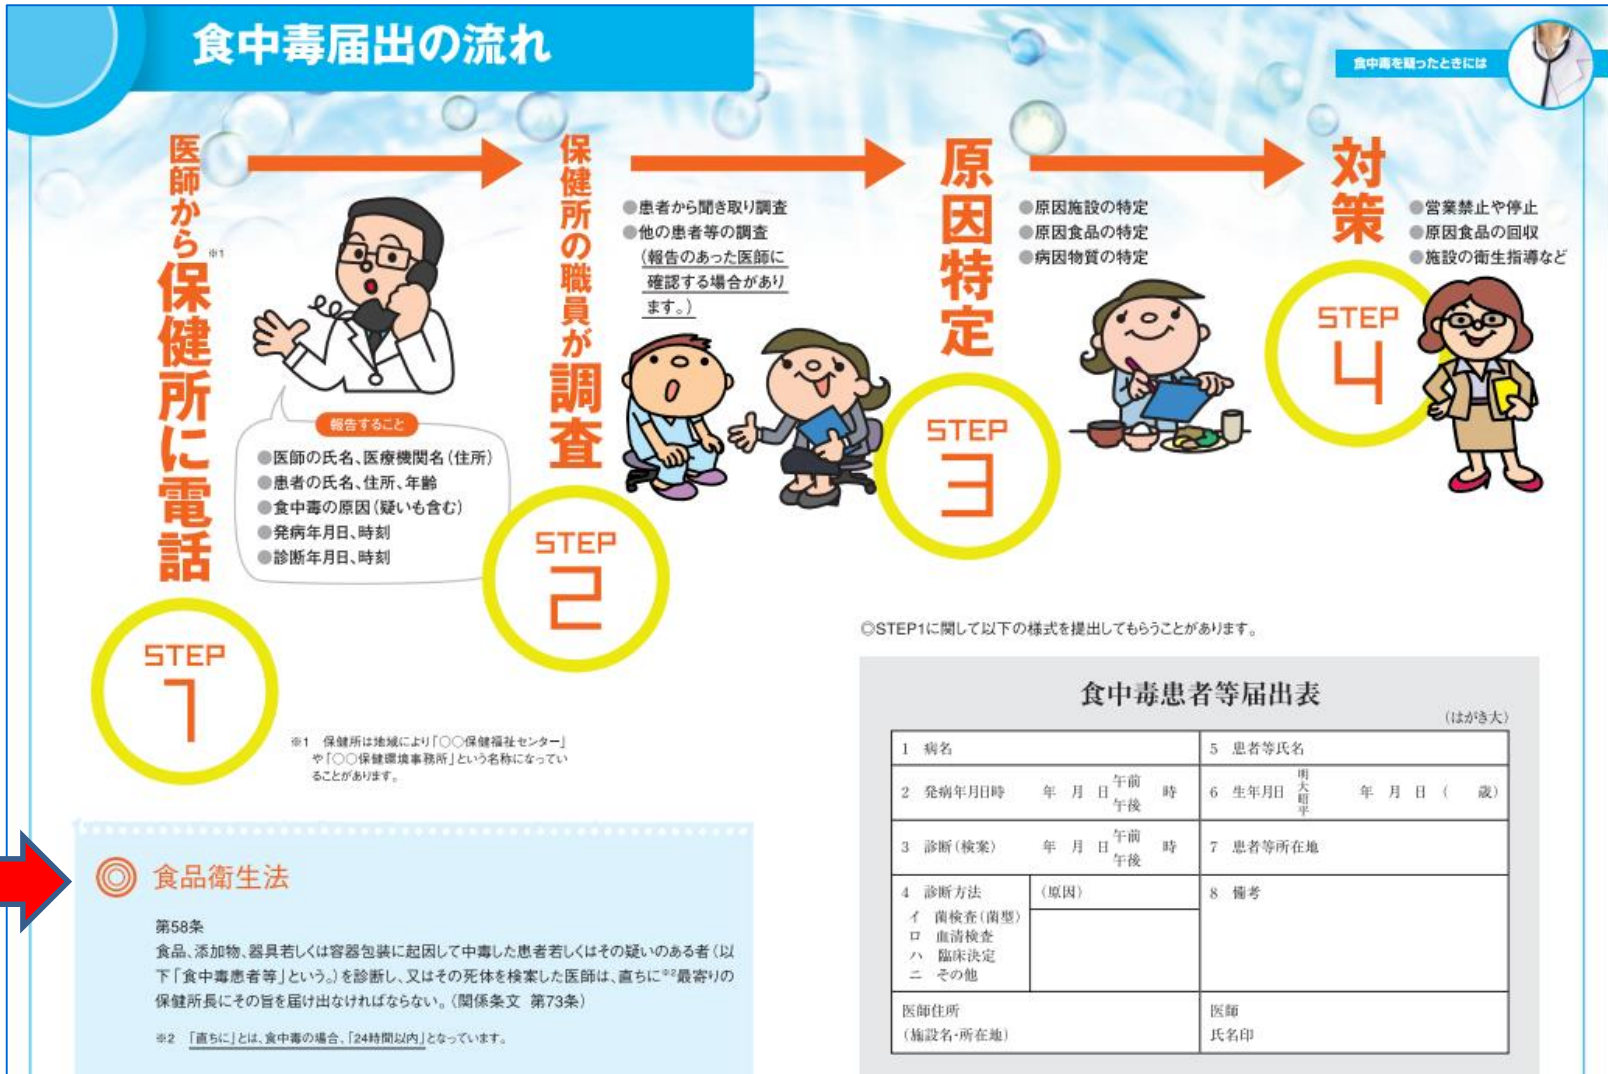 食中毒届出の流れ
食中毒を疑ったときには
医師から保健所に電話
※1
報告すること
●医師の氏名、医療機関名（住所）
●患者の氏名、住所、年齢
●食中毒の原因（疑いも含む）
●発病年月日、時刻
●診断年月日、時刻
STEP
1
※1　保健所は地域により「○○保健福祉センター」
や「○○保健環境事務所」という名称になってい
ることがあります。
保健所の職員が調査
●患者から聞き取り調査
●他の患者等の調査
（報告のあった医師に
確認する場合があり
ます。）
STEP
2
原因特定
●原因施設の特定
●原因食品の特定
●病因物質の特定
STEP
3
対策
●営業禁止や停止
●原因食品の回収
●施設の衛生指導など
STEP
4
食品衛生法
第58条
食品、添加物、器具若しくは容器包装に起因して中毒した患者若しくはその疑いのある者（以
下「食中毒患者等」という。）を診断し、又はその死体を検案した医師は、直ちに※2最寄りの
保健所長にその旨を届け出なければならない。（関係条文 第73条）
※2　「直ちに」とは、食中毒の場合、「24時間以内」となっています。
◎STEP1に関して以下の様式を提出してもらうことがあります。
食中毒患者等届出表
（はがき大）
1　病名
5　患者等氏名
2　発病年月日時　年　月　日　午前　午後　時
6　生年月日　明大昭平　年　月　日（　歳）
3　診断（検案）　年　月　日　午前　午後　時
7　患者等所在地
4　診断方法
（原因）
8　備考
イ　菌検査（菌型）
ロ　血清検査
ハ　臨床決定
ニ　その他
医師住所
（施設名・所在地）
医師
氏名印